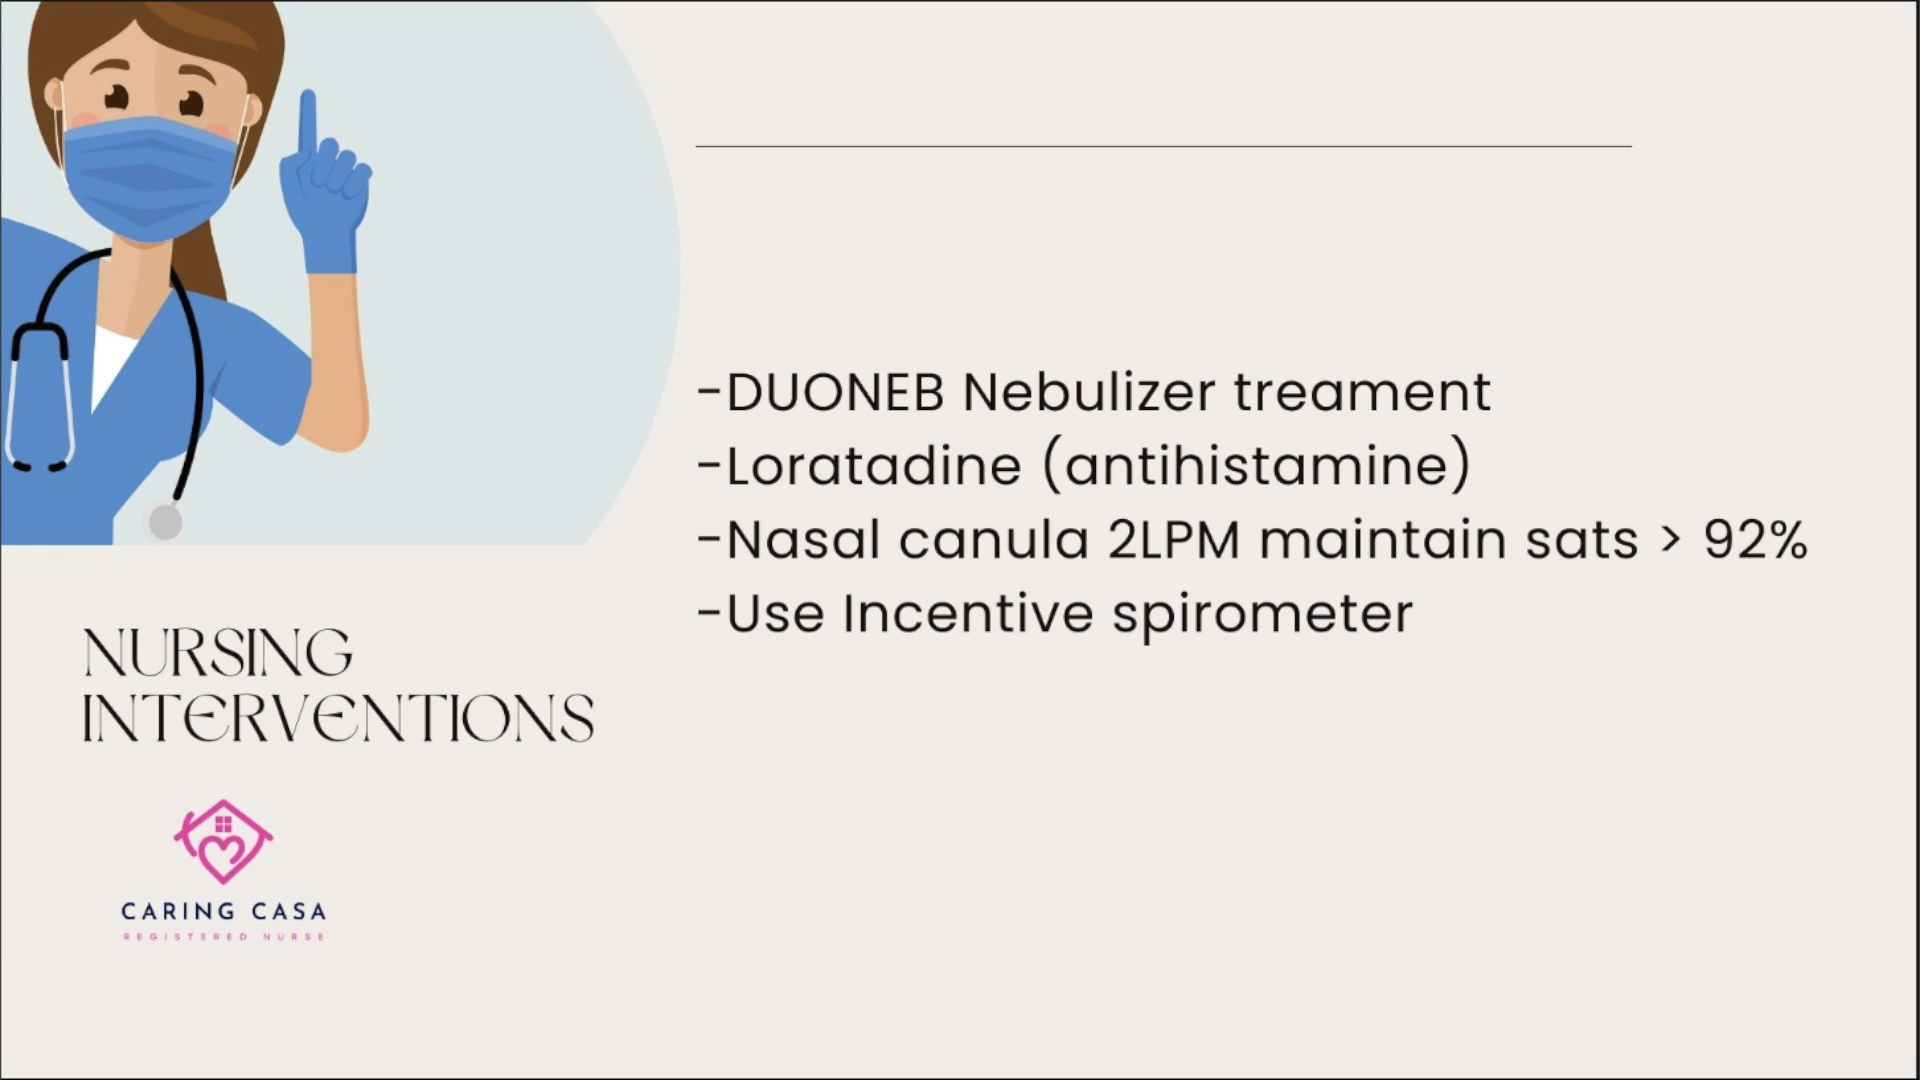 -DUONEB Nebulizer treament
-Loratadine (antihistamine)
-Nasal canula 2LPM maintain sats > 92%
-Use Incentive spirometer
NURSING
INTERVENTIONS
CARING CASA
REGISTERED NURSE